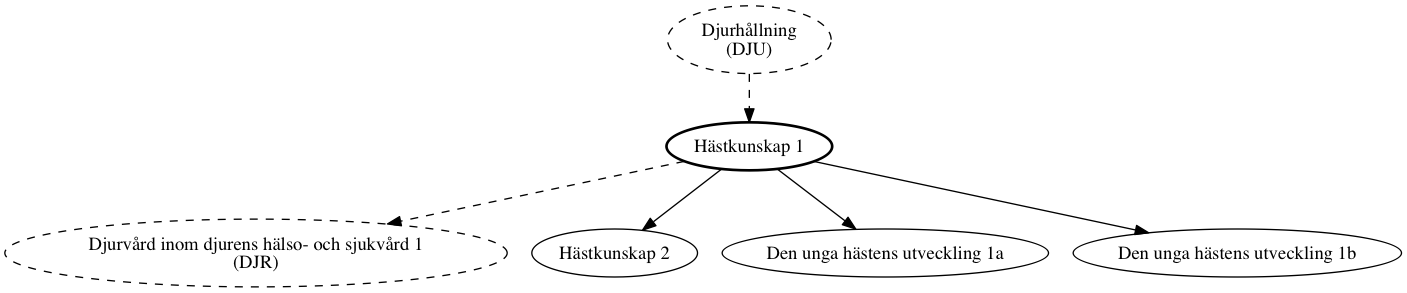 Djurhållning
(DJU)
Hästkunskap 1
Djurvård inom djurens hälso- och sjukvård 1
(DJR)
Hästkunskap 2
Den unga hästens utveckling 1a
Den unga hästens utveckling 1b